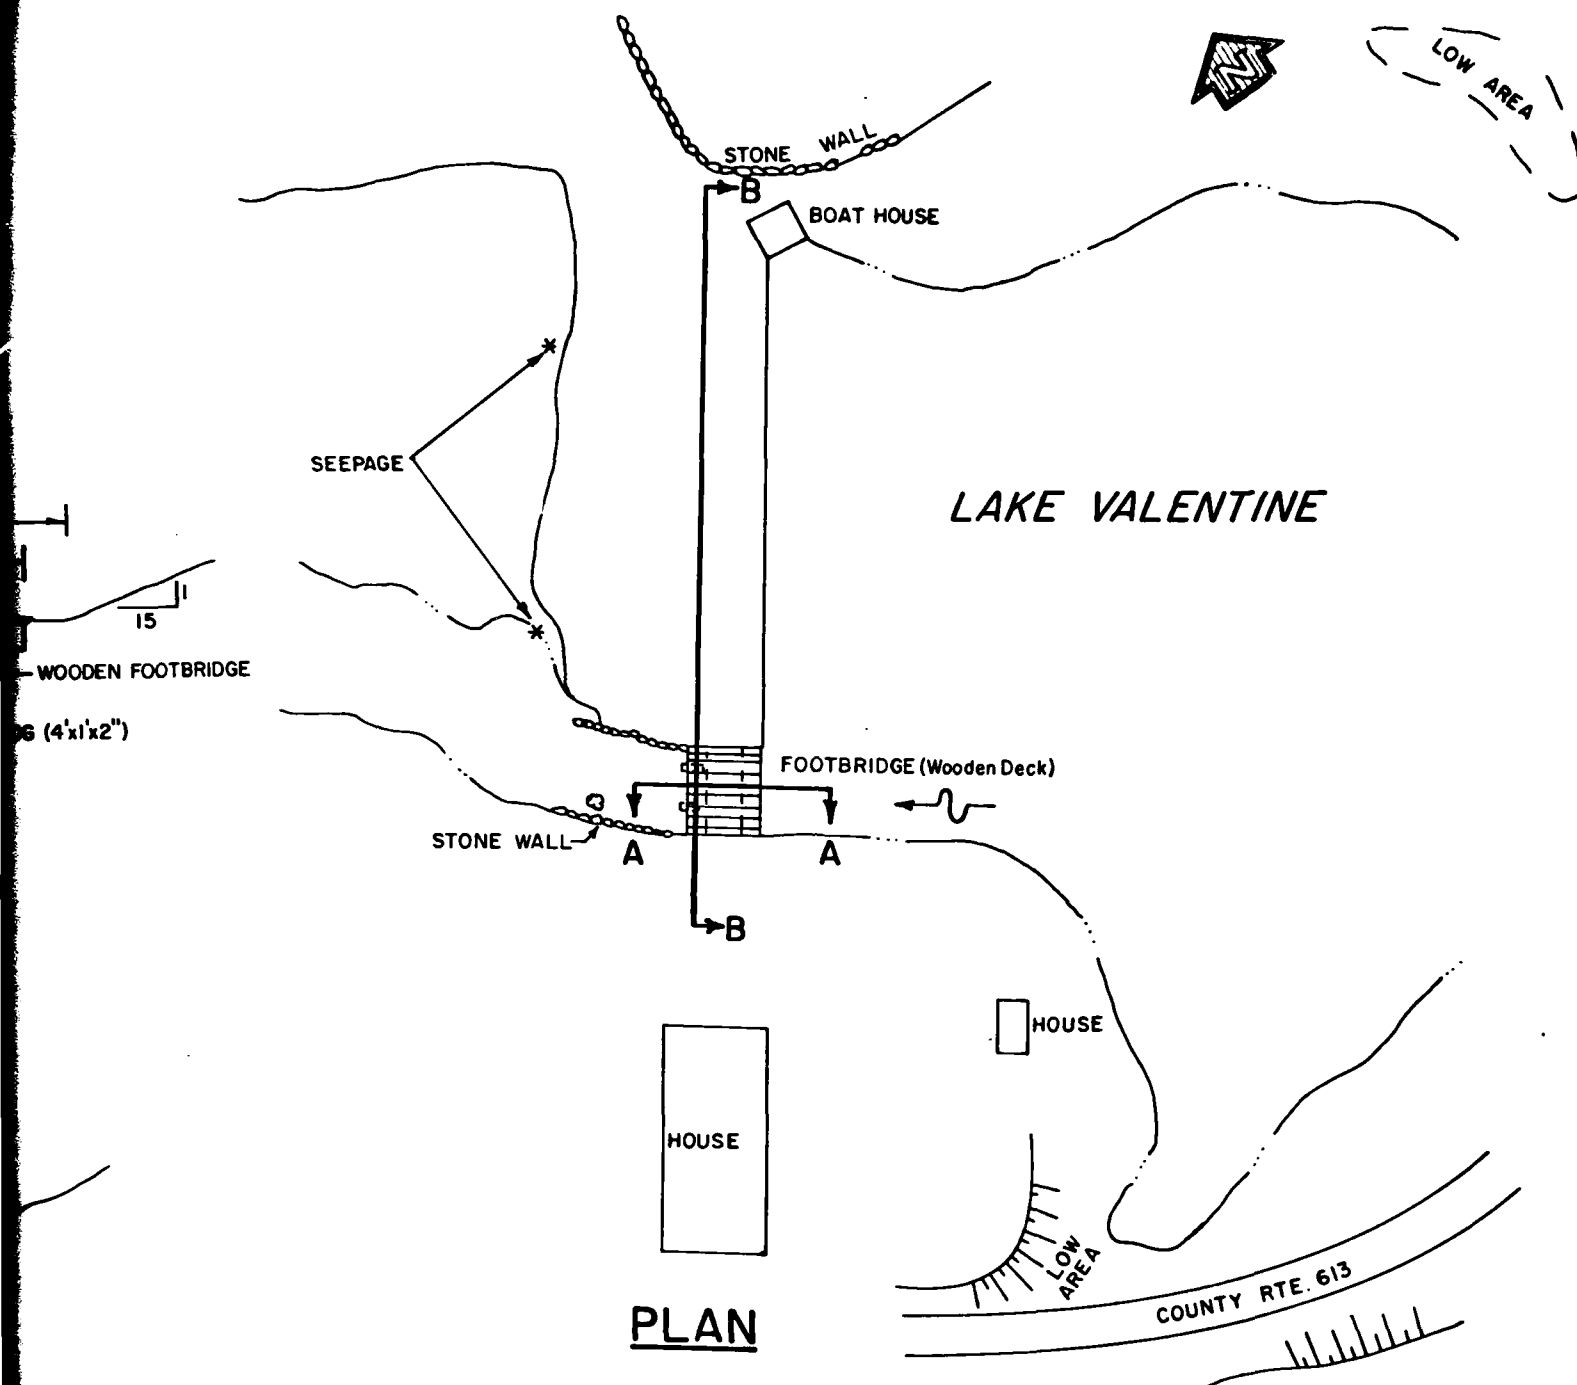 N
LOW AREA
STONE WALL
B
BOAT HOUSE
SEEPAGE
LAKE VALENTINE
1
15
WOODEN FOOTBRIDGE
(4'x1'x2")
FOOTBRIDGE (Wooden Deck)
STONE WALL
A A
B
HOUSE
HOUSE
LOW
AREA
COUNTY RTE. 613
PLAN